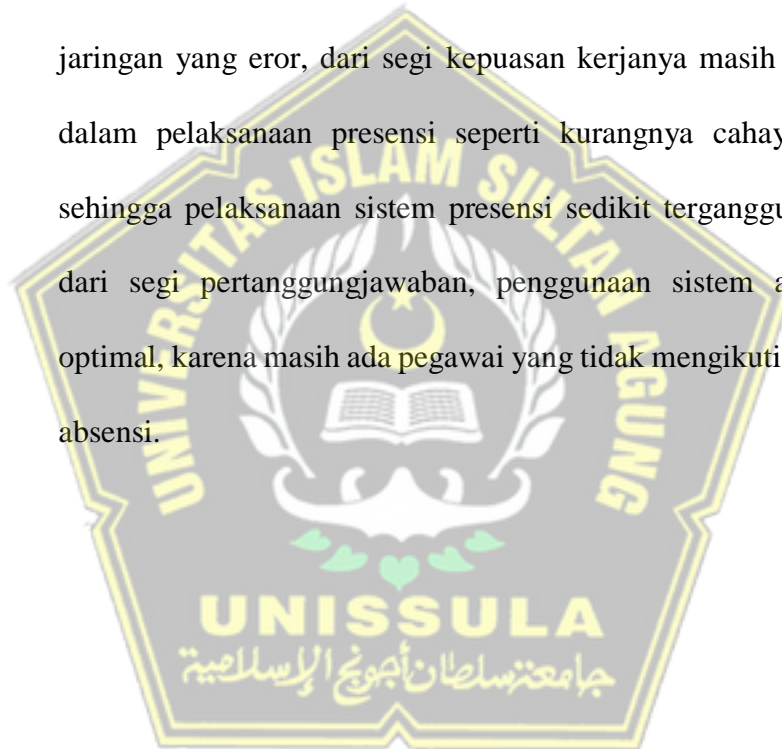 jaringan yang eror, dari segi kepuasan kerjanya masih
dalam pelaksanaan presensi seperti kurangnya cahay
sehingga pelaksanaan sistem presensi sedikit terganggu
dari segi pertanggungjawaban, penggunaan sistem a
optimal, karena masih ada pegawai yang tidak mengikuti
absensi.
UNIVERSITAS ISLAM SULTAN AGUNG
UNISSULA
جامعة سلطان أجونج الإسلامية